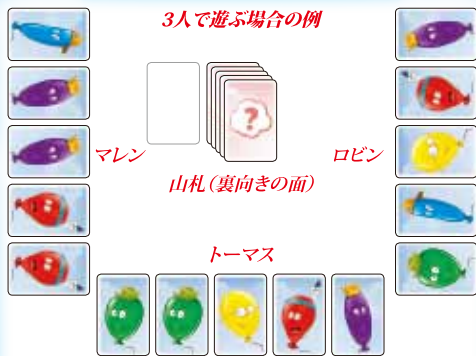 3人で遊ぶ場合の例
?
マレン
ロビン
山札(裏向きの面)
トーマス